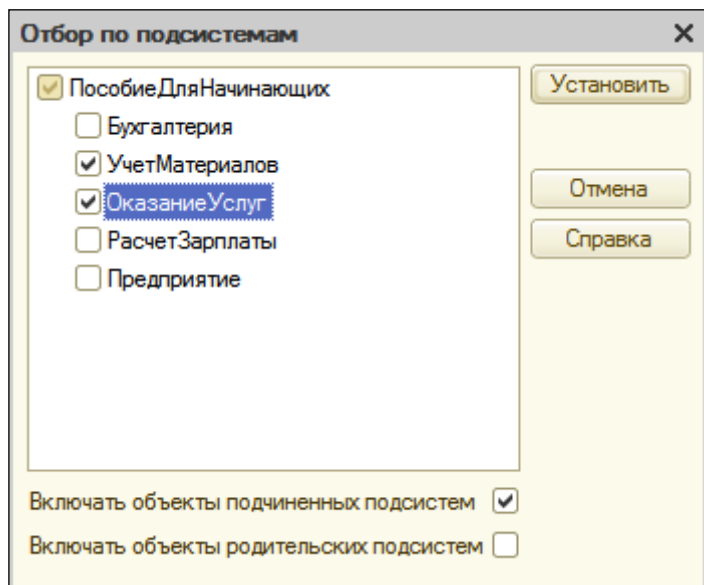 Отбор по подсистемам
ПособиеДляНачинающих
Установить
Бухгалтерия
УчетМатериалов
Отмена
ОказаниеУслуг
Справка
РасчетЗарплаты
Предприятие
Включать объекты подчиненных подсистем
Включать объекты родительских подсистем